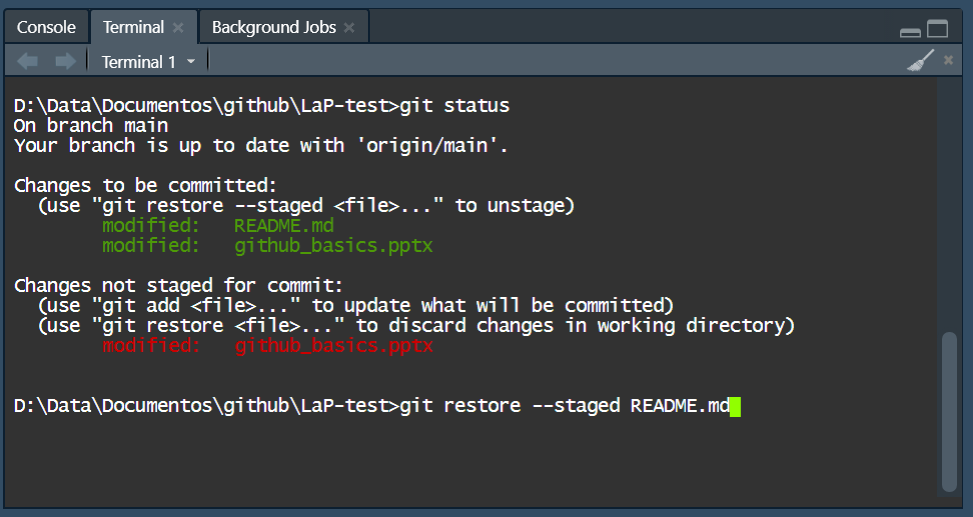 Console Terminal Background Jobs
Terminal 1
D:\Data\Documentos\github\LaP-test>git status
On branch main
Your branch is up to date with 'origin/main'.
Changes to be committed:
(use "git restore --staged <file>..." to unstage)
modified: README.md
modified: github_basics.pptx
Changes not staged for commit:
(use "git add <file>..." to update what will be committed)
(use "git restore <file>..." to discard changes in working directory)
modified: github_basics.pptx
D:\Data\Documentos\github\LaP-test>git restore --staged README.md